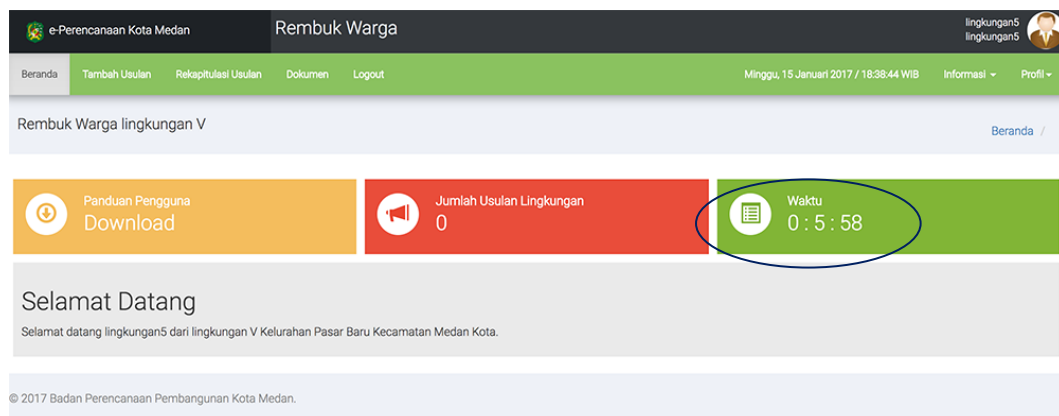 e-Perencanaan Kota Medan
Rembuk Warga
lingkungan5
lingkungan5
Beranda Tambah Usulan Rekapitulasi Usulan Dokumen Logout Minggu, 15 Januari 2017 / 18:38:44 WIB Informasi Profil
Rembuk Warga lingkungan V
Beranda /
Panduan Pengguna
Download
Jumlah Usulan Lingkungan
0
Waktu
0 : 5 : 58
Selamat Datang
Selamat datang lingkungan5 dari lingkungan V Kelurahan Pasar Baru Kecamatan Medan Kota.
© 2017 Badan Perencanaan Pembangunan Kota Medan.